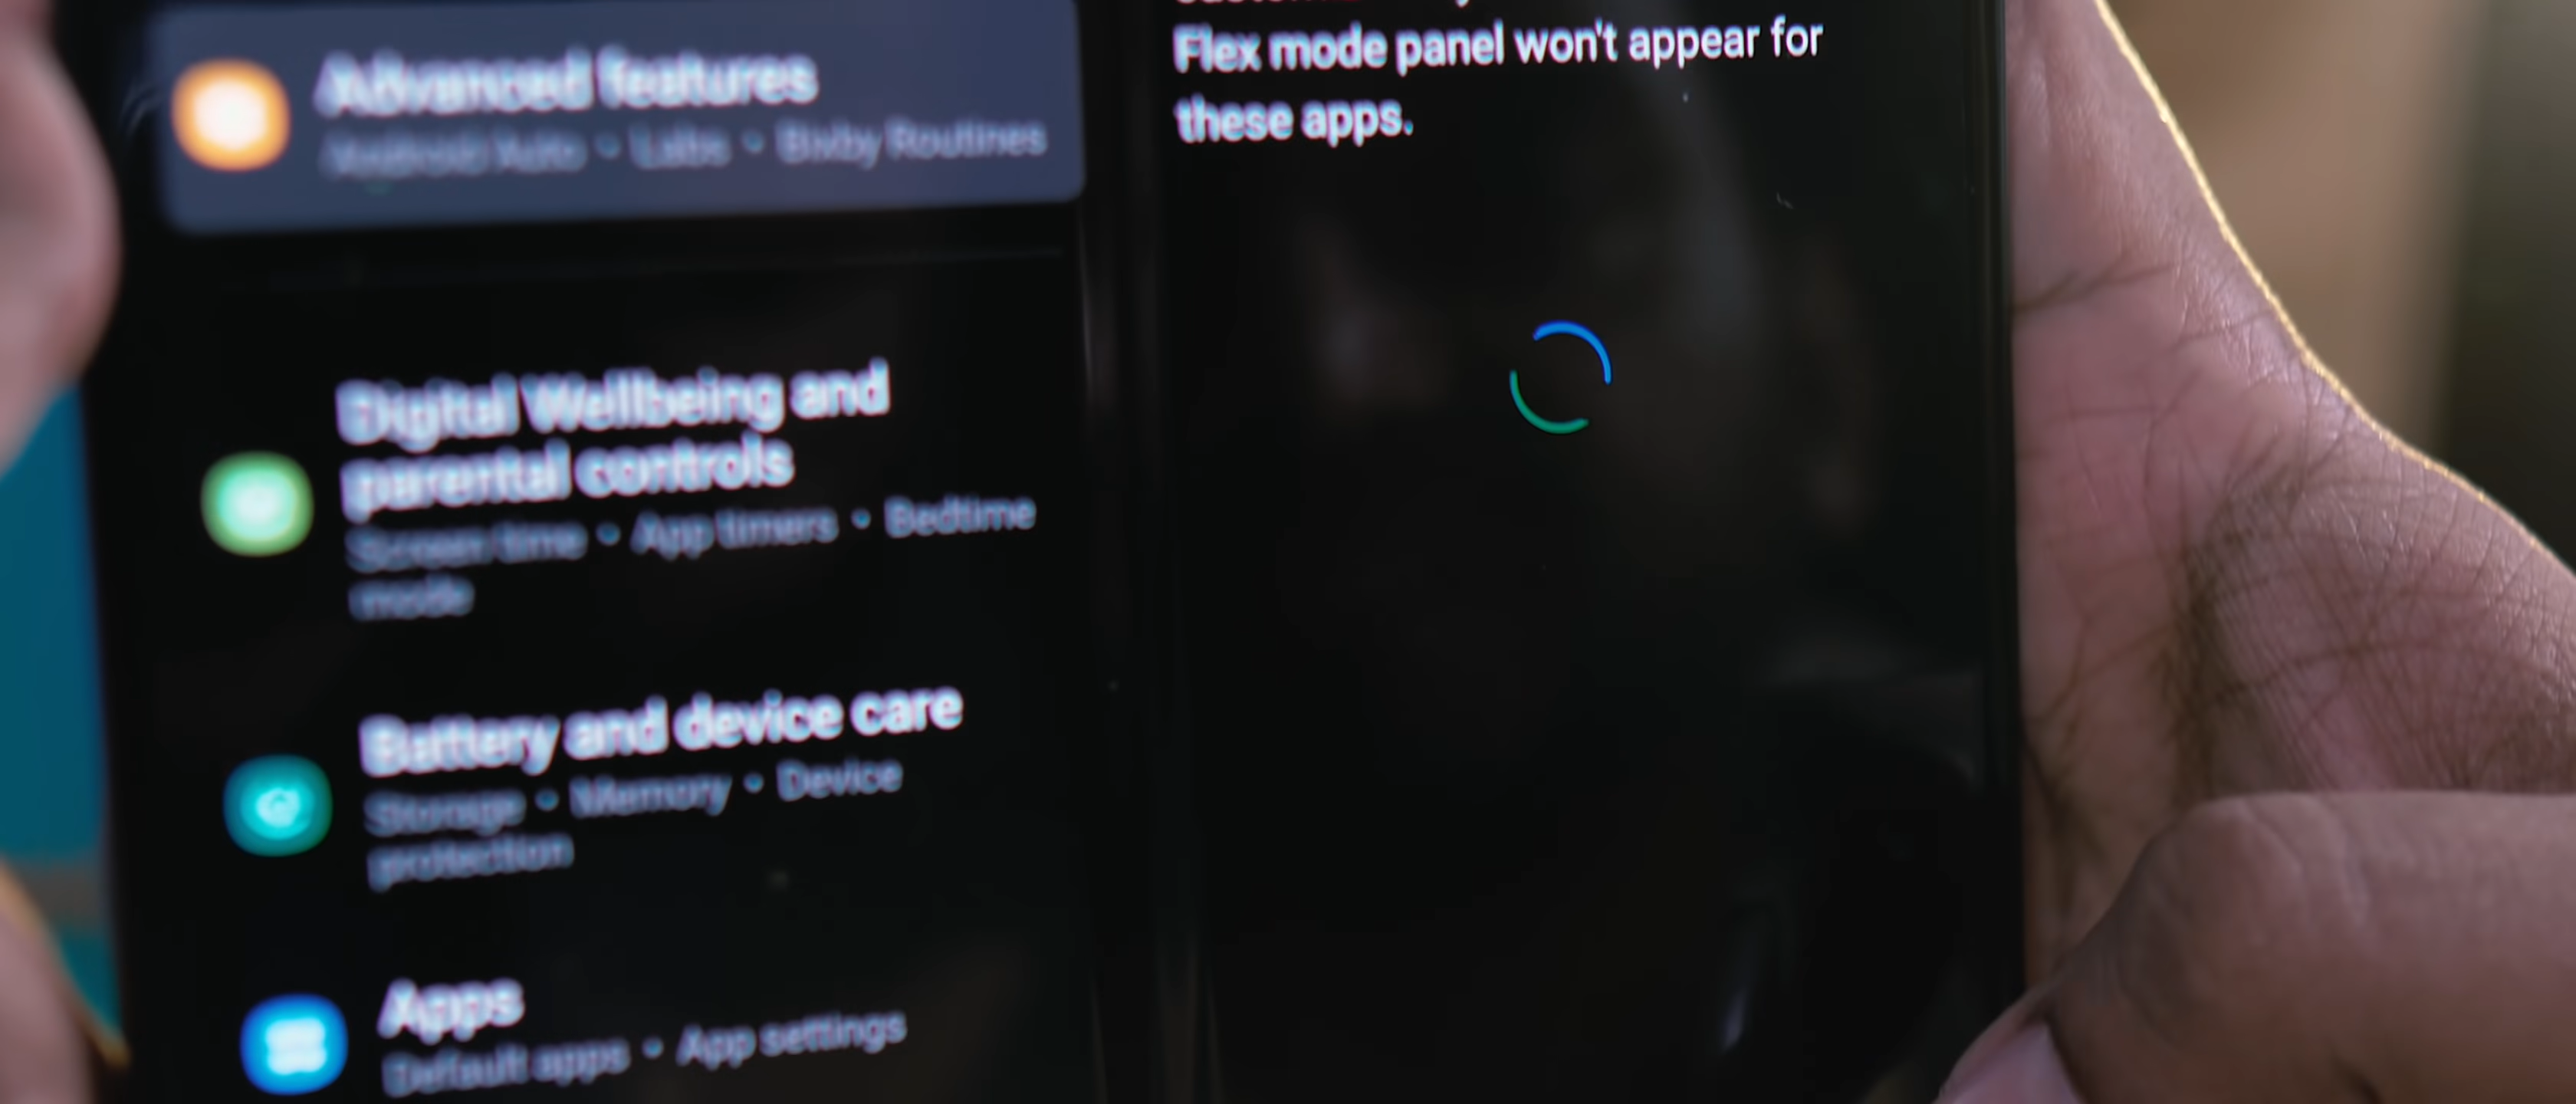 Advanced features
Android Auto • Labs • Bixby Routines
Digital Wellbeing and
parental controls
Screen time • App timers • Bedtime
mode
Battery and device care
Storage • Memory • Device
protection
Apps
Default apps • App settings
Flex mode panel won't appear for
these apps.